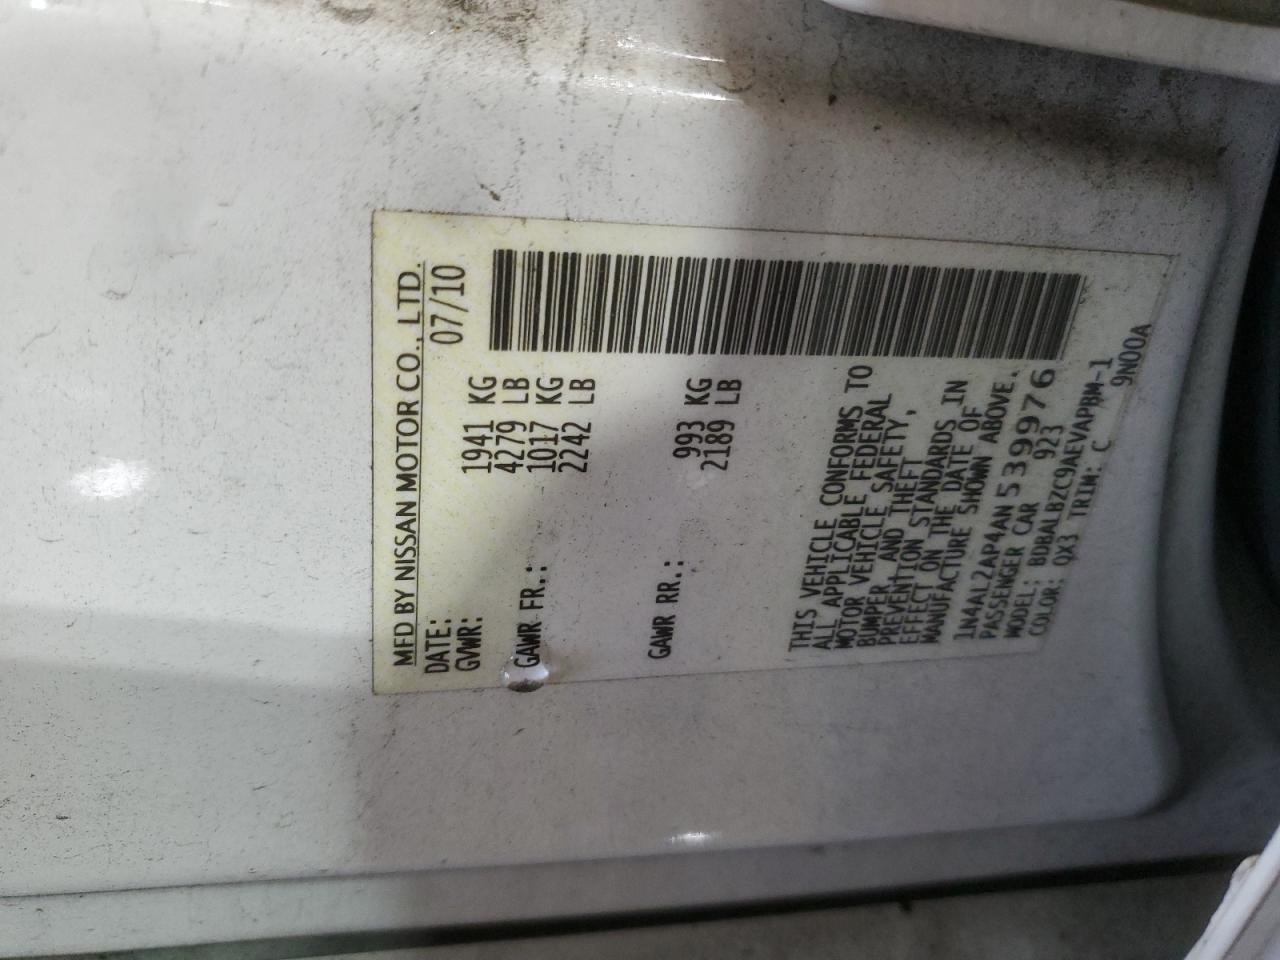 MFD BY NISSAN MOTOR CO., LTD.
DATE: 07/10
GVWR: 1941 KG
4279 LB
GAWR FR.: 1017 KG
2242 LB
GAWR RR.: 993 KG
2189 LB
THIS VEHICLE CONFORMS TO
ALL APPLICABLE FEDERAL
MOTOR VEHICLE SAFETY,
BUMPER AND THEFT
PREVENTION STANDARDS IN
EFFECT ON THE DATE OF
MANUFACTURE SHOWN ABOVE.
1N4AL2AP4AN539976
PASSENGER CAR 923
MODEL: BDBALBZC9AEVAPBM-1
COLOR: QX3 TRIM: C 9N00A